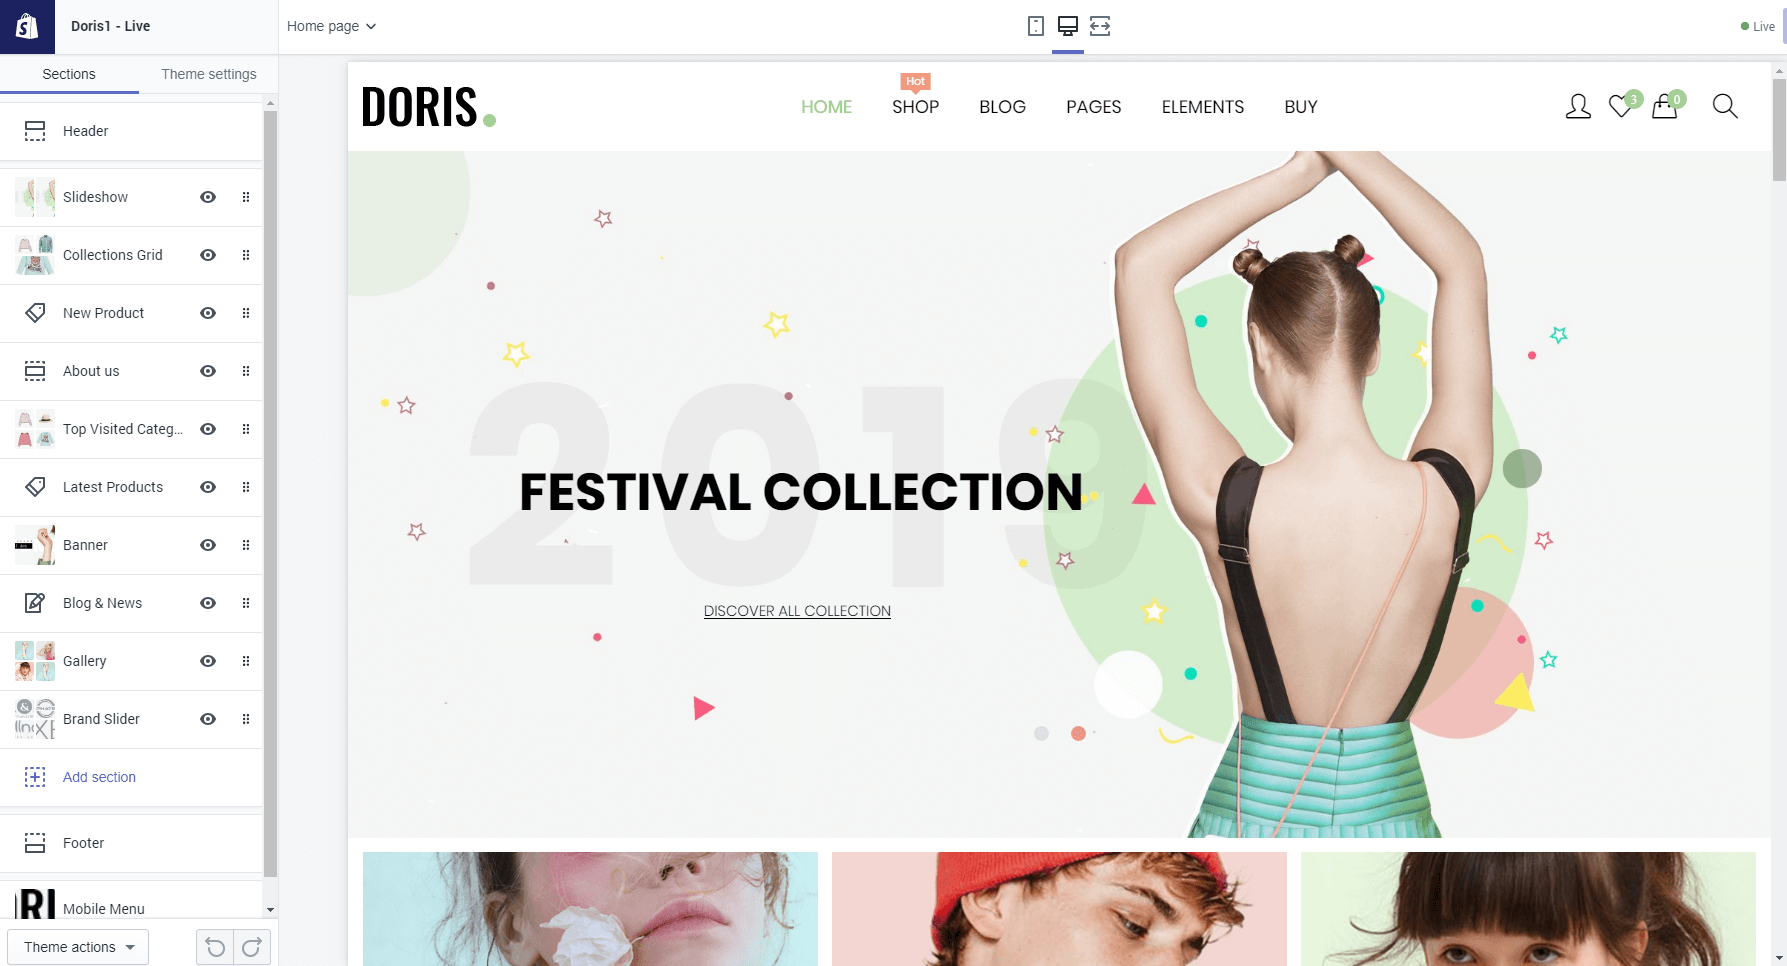 Doris1 - Live
Home page
Live
Sections
Theme settings
Header
Slideshow
Collections Grid
New Product
About us
Top Visited Categ...
Latest Products
Banner
Blog & News
Gallery
Brand Slider
Add section
Footer
Mobile Menu
Theme actions
DORIS.
HOME
Hot
SHOP
BLOG
PAGES
ELEMENTS
BUY
3
0
2019
FESTIVAL COLLECTION
DISCOVER ALL COLLECTION